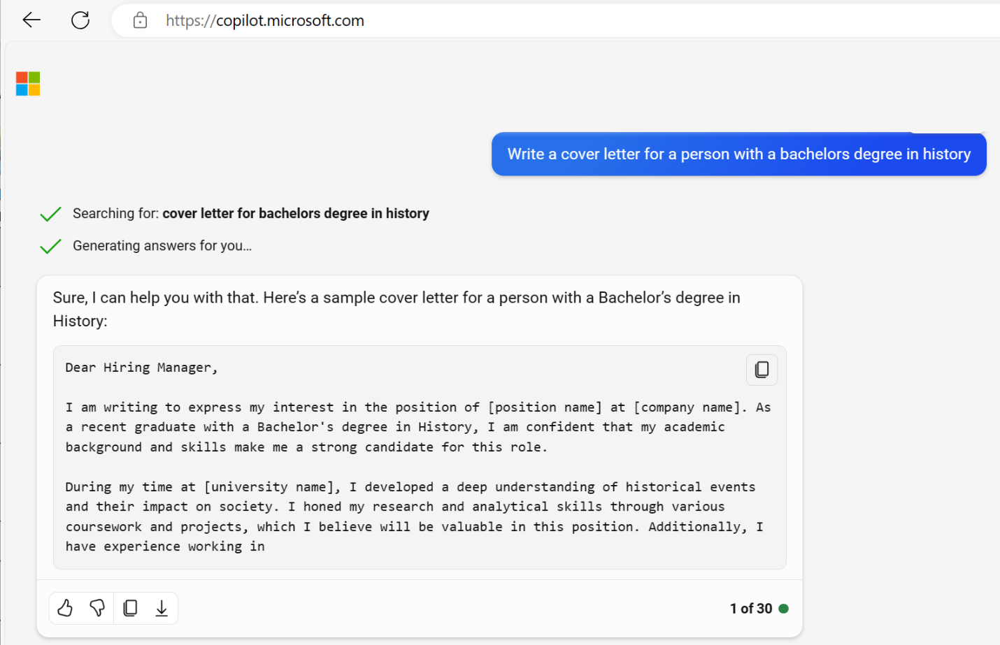 https://copilot.microsoft.com
Write a cover letter for a person with a bachelors degree in history
Searching for: cover letter for bachelors degree in history
Generating answers for you...
Sure, I can help you with that. Here’s a sample cover letter for a person with a Bachelor’s degree in
History:
Dear Hiring Manager,
I am writing to express my interest in the position of [position name] at [company name]. As
a recent graduate with a Bachelor's degree in History, I am confident that my academic
background and skills make me a strong candidate for this role.
During my time at [university name], I developed a deep understanding of historical events
and their impact on society. I honed my research and analytical skills through various
coursework and projects, which I believe will be valuable in this position. Additionally, I
have experience working in
1 of 30